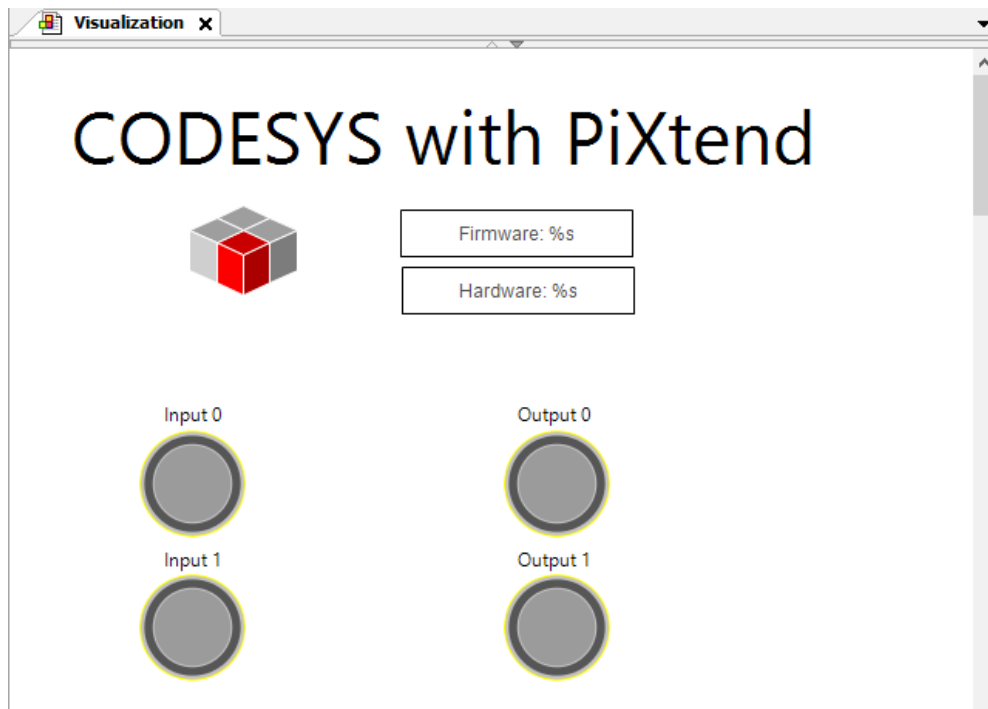 Visualization
CODESYS with PiXtend
Firmware: %s
Hardware: %s
Input 0
Output 0
Input 1
Output 1